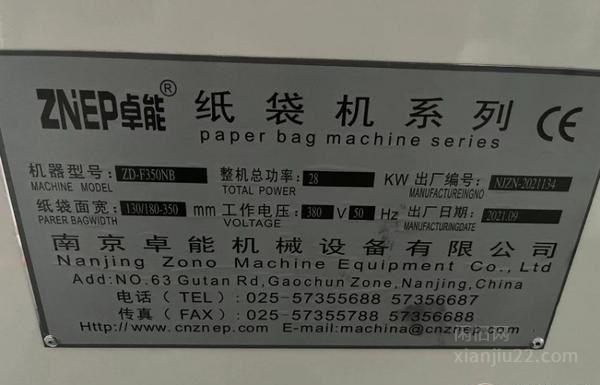 ZNEP卓能® 纸袋机系列 CE
paper bag machine series
机器型号: ZD-F350NB 整机总功率: 28 KW 出厂编号: NJZN-2021134
MACHINE MODEL TOTAL POWER MANUFACTUREINGNO
纸袋面宽: 130/180-350 mm 工作电压: 380 V 50 Hz 出厂日期: 2021.09
PARER BAGWIDTH VOLTAGE MANUFACTURINGDATE
南京卓能机械设备有限公司
Nanjing Zono Machine Equipment Co.,Ltd
Add:NO.63 Gutan Rd,Gaochun Zone,Nanjing,China
电话(TEL):025-57355688 57356687
传真(FAX):025-57355788 57356688
Http://www.cnznep.com E-mail:machina@cznep.com
闲旧网
xianjiu22.com